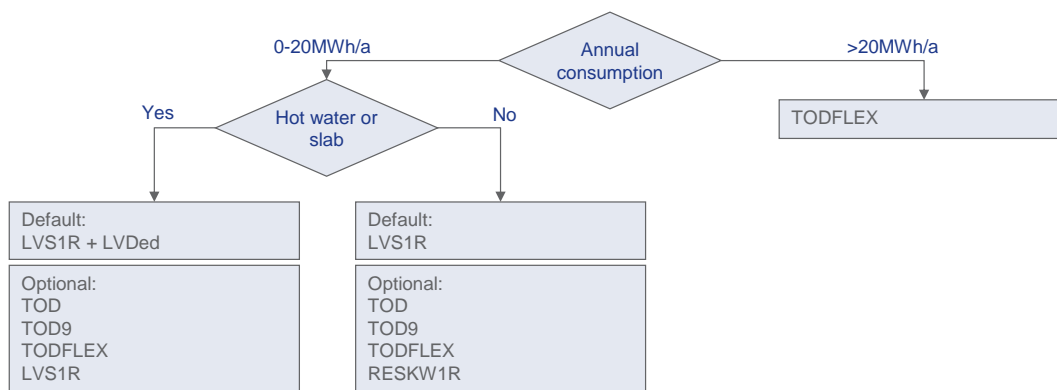 0-20MWh/a
Annual
consumption
>20MWh/a
TODFLEX
Yes
Hot water or
slab
No
Default:
LVS1R + LVDed
Optional:
TOD
TOD9
TODFLEX
LVS1R
Default:
LVS1R
Optional:
TOD
TOD9
TODFLEX
RESKW1R